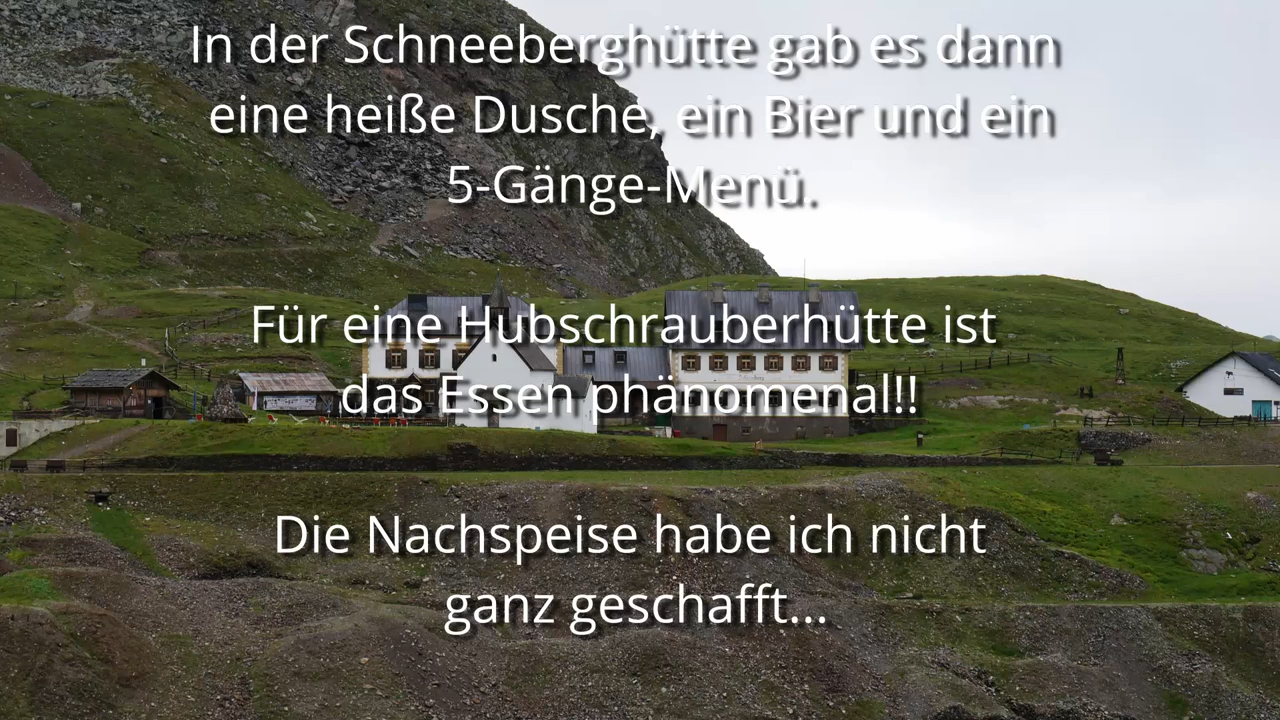 In der Schneeberghütte gab es dann
eine heiße Dusche, ein Bier und ein
5-Gänge-Menü.
Für eine Hubschrauberhütte ist
das Essen phänomenal!!
Die Nachspeise habe ich nicht
ganz geschafft...